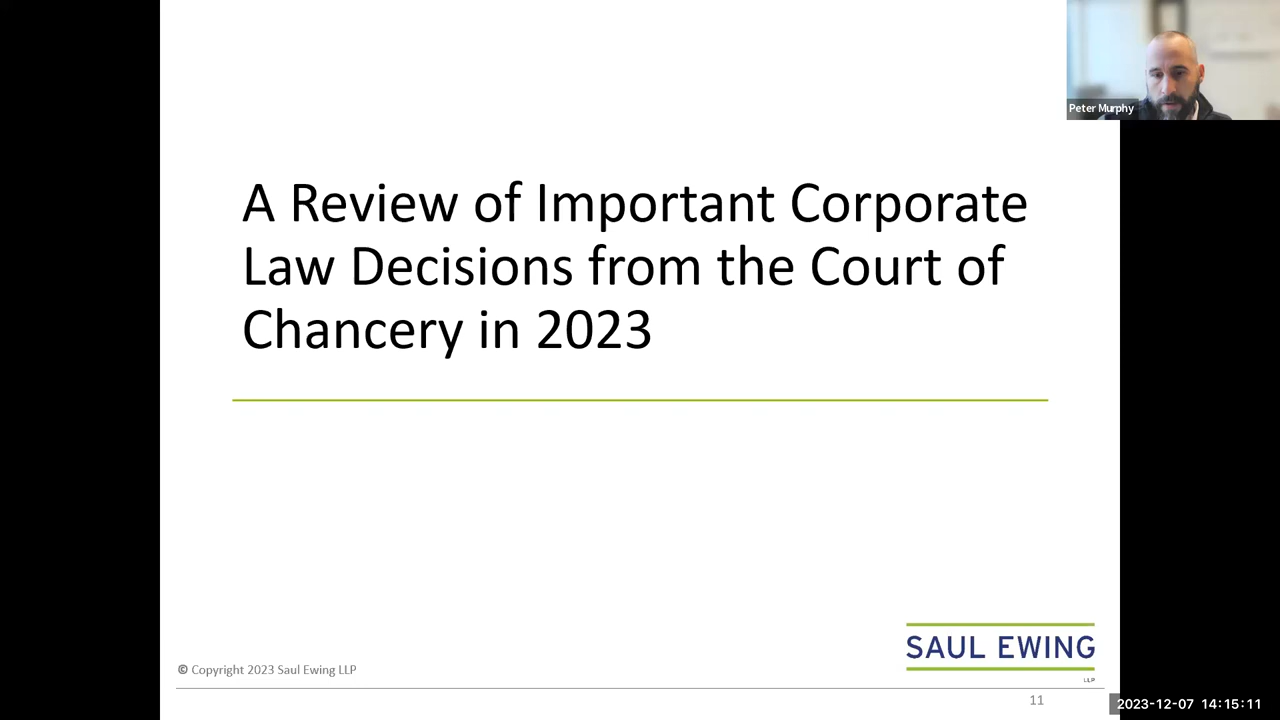 Peter Murphy
A Review of Important Corporate
Law Decisions from the Court of
Chancery in 2023
SAUL EWING
LLP
© Copyright 2023 Saul Ewing LLP
11
2023-12-07 14:15:11